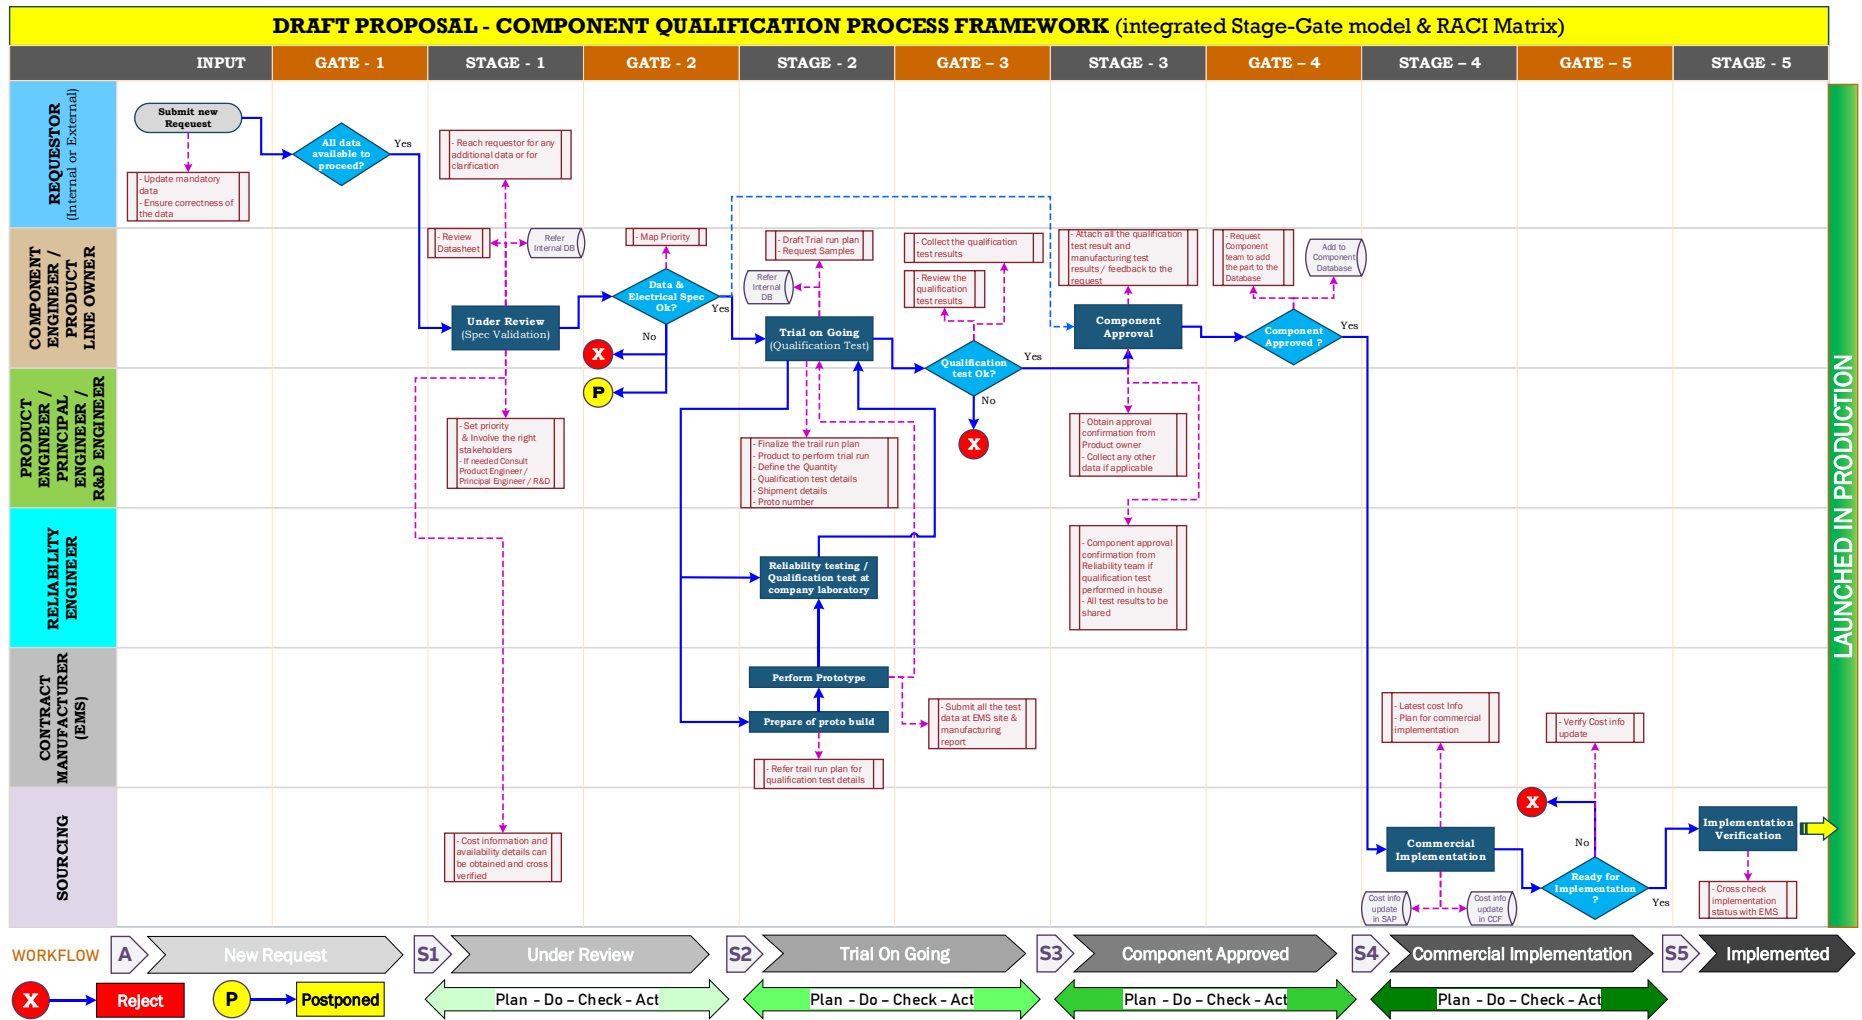 DRAFT PROPOSAL - COMPONENT QUALIFICATION PROCESS FRAMEWORK (integrated Stage-Gate model & RACI Matrix)
INPUT
GATE - 1
STAGE - 1
GATE - 2
STAGE - 2
GATE – 3
STAGE - 3
GATE – 4
STAGE – 4
GATE – 5
STAGE - 5
REQUESTOR
(Internal or External)
Submit new
Reqeuest
- Update mandatory
data
- Ensure correctness of
the data
All data
available to
proceed?
Yes
- Reach requestor for any
additional data or for
clarification
COMPONENT
ENGINEER /
PRODUCT
LINE OWNER
- Review
Datasheet
Refer
Internal DB
Under Review
(Spec Validation)
- Map Priority
Data &
Electrical Spec
Ok?
Yes
No
X
P
- Draft Trial run plan
- Request Samples
Refer
Internal
DB
Trial on Going
(Qualification Test)
- Collect the qualification
test results
- Review the
qualification
test results
Qualification
test Ok?
Yes
No
X
- Attach all the qualification
test result and
manufacturing test
results / feedback to the
request
Component
Approval
- Request
Component
team to add
the part to the
Database
Add to
Component
Database
Component
Approved ?
Yes
PRODUCT
ENGINEER /
PRINCIPAL
ENGINEER /
R&D ENGINEER
- Set priority
& Involve the right
stakeholders
- If needed Consult
Product Engineer /
Principal Engineer / R&D
- Finalize the trail run plan
- Product to perform trial run
- Define the Quantity
- Qualification test details
- Shipment details
- Proto number
- Obtain approval
confirmation from
Product owner
- Collect any other
data if applicable
RELIABILITY
ENGINEER
Reliability testing /
Qualification test at
company laboratory
- Component approval
confirmation from
Reliability team if
qualification test
performed in house
- All test results to be
shared
CONTRACT
MANUFACTURER
(EMS)
Perform Prototype
Prepare of proto build
- Refer trail run plan for
qualification test details
- Submit all the test
data at EMS site &
manufacturing
report
- Latest cost Info
- Plan for commercial
implementation
- Verify Cost info
update
SOURCING
- Cost information and
availability details can
be obtained and cross
verified
Commercial
Implementation
Cost info
update
in SAP
Cost info
update
in CCF
X
No
Ready for
Implementation
?
Yes
Implementation
Verification
- Cross check
implementation
status with EMS
LAUNCHED IN PRODUCTION
WORKFLOW
A
New Request
S1
Under Review
S2
Trial On Going
S3
Component Approved
S4
Commercial Implementation
S5
Implemented
X
Reject
P
Postponed
Plan - Do – Check - Act
Plan - Do – Check - Act
Plan - Do – Check - Act
Plan - Do – Check - Act